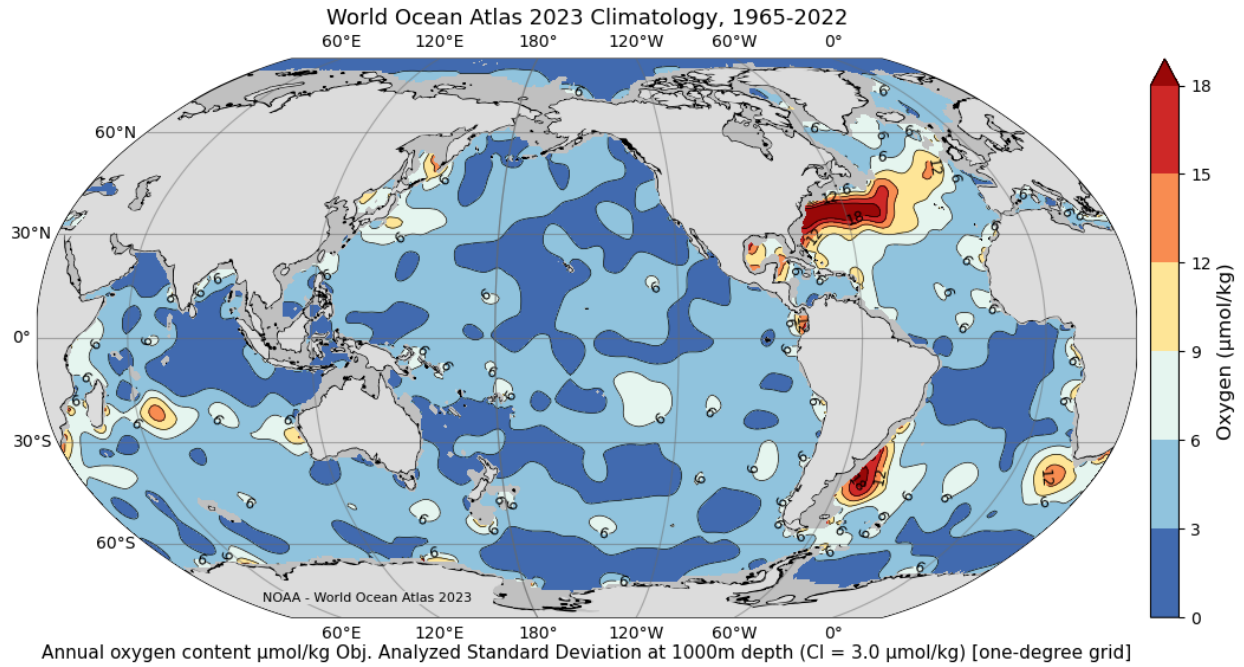 World Ocean Atlas 2023 Climatology, 1965-2022
60°E 120°E 180° 120°W 60°W 0°
60°N
30°N
0°
30°S
60°S
NOAA - World Ocean Atlas 2023
60°E 120°E 180° 120°W 60°W 0°
18
15
12
9
6
3
0
Oxygen (μmol/kg)
Annual oxygen content μmol/kg Obj. Analyzed Standard Deviation at 1000m depth (CI = 3.0 μmol/kg) [one-degree grid]